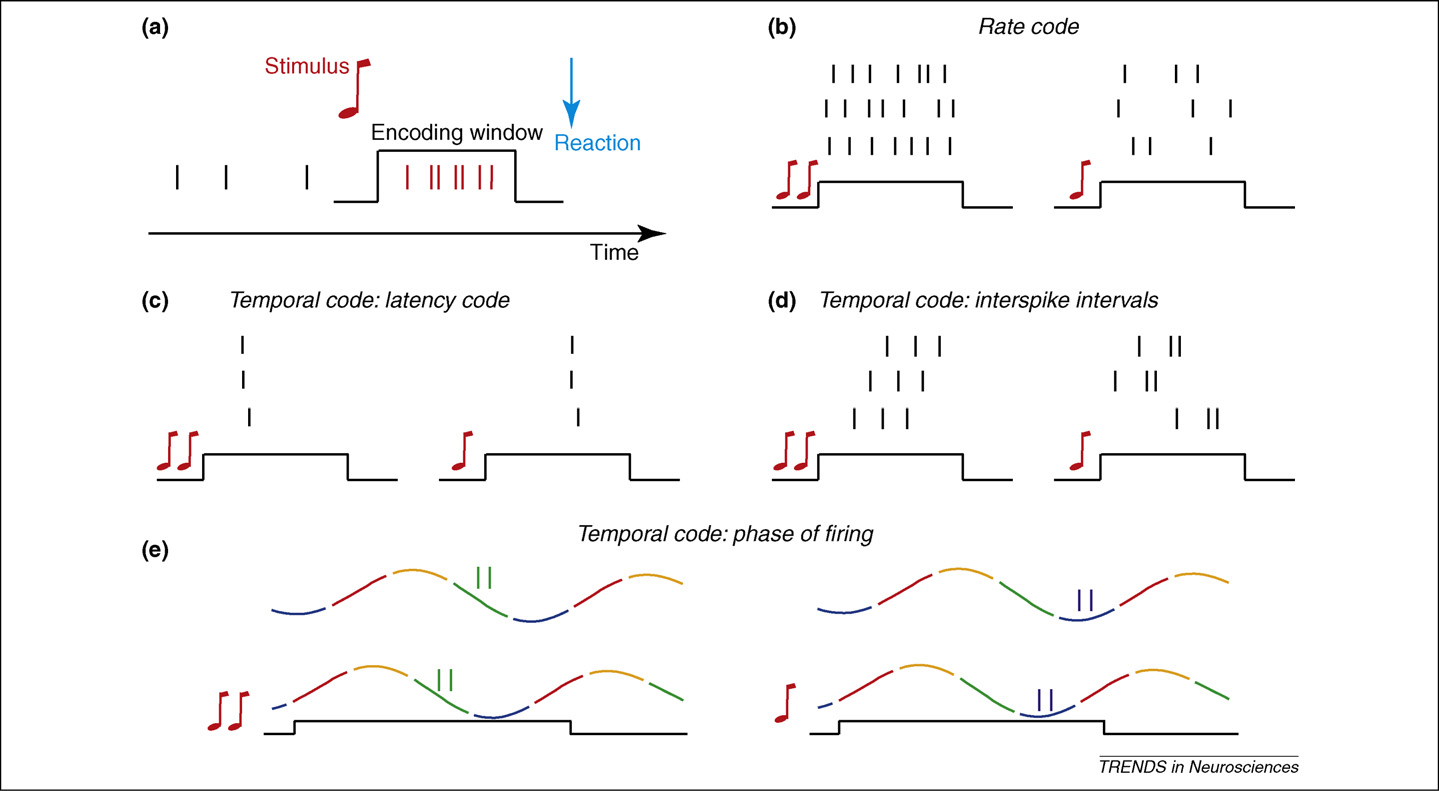 (a)
Stimulus
Encoding window
Reaction
Time
(b)
Rate code
(c)
Temporal code: latency code
(d)
Temporal code: interspike intervals
Temporal code: phase of firing
(e)
TRENDS in Neurosciences